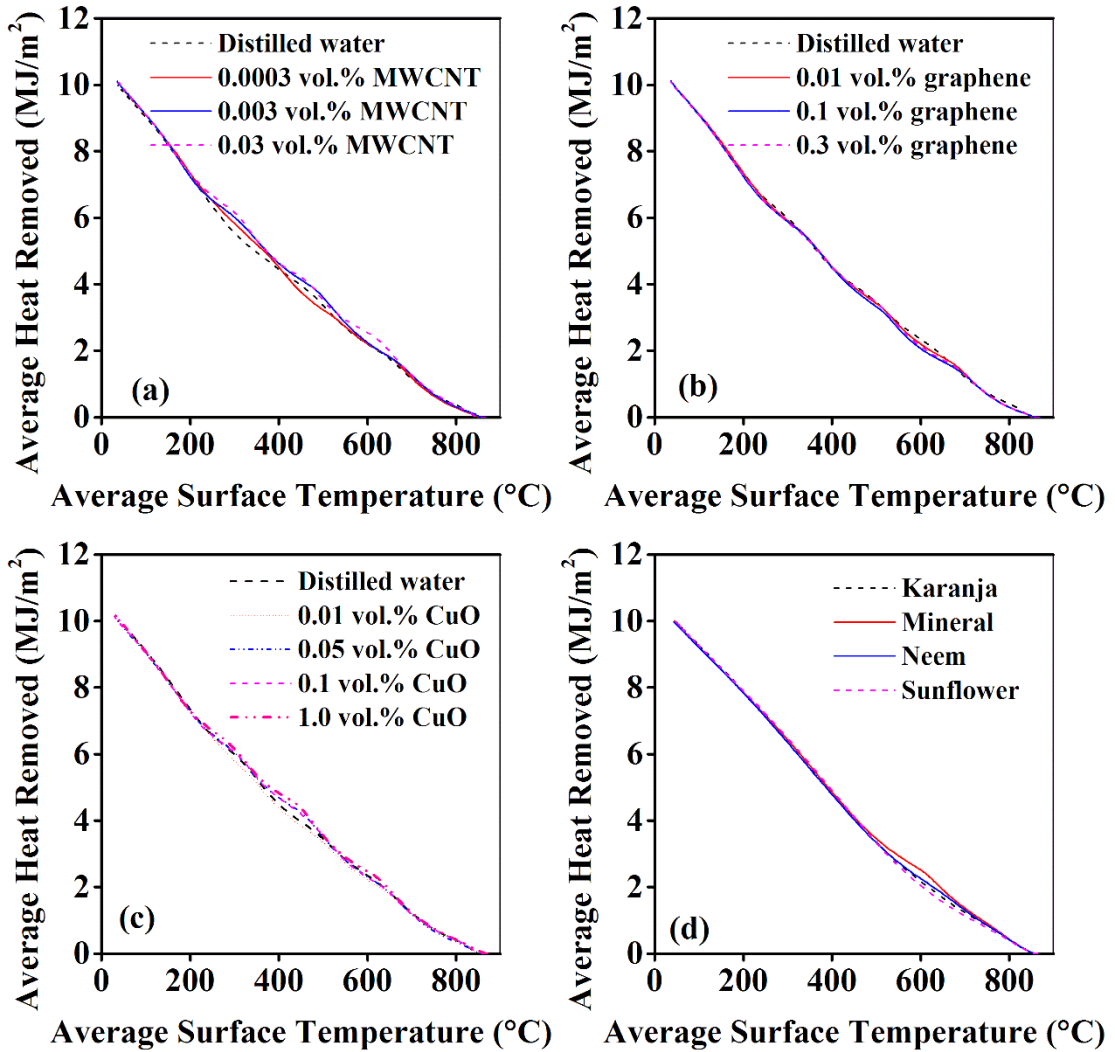 12
10
8
6
4
2
0
Average Heat Removed (MJ/m²)
Distilled water
0.0003 vol.% MWCNT
0.003 vol.% MWCNT
0.03 vol.% MWCNT
(a)
0 200 400 600 800
Average Surface Temperature (°C)
12
10
8
6
4
2
0
Average Heat Removed (MJ/m²)
Distilled water
0.01 vol.% graphene
0.1 vol.% graphene
0.3 vol.% graphene
(b)
0 200 400 600 800
Average Surface Temperature (°C)
12
10
8
6
4
2
0
Average Heat Removed (MJ/m²)
Distilled water
0.01 vol.% CuO
0.05 vol.% CuO
0.1 vol.% CuO
1.0 vol.% CuO
(c)
0 200 400 600 800
Average Surface Temperature (°C)
12
10
8
6
4
2
0
Average Heat Removed (MJ/m²)
Karanja
Mineral
Neem
Sunflower
(d)
0 200 400 600 800
Average Surface Temperature (°C)